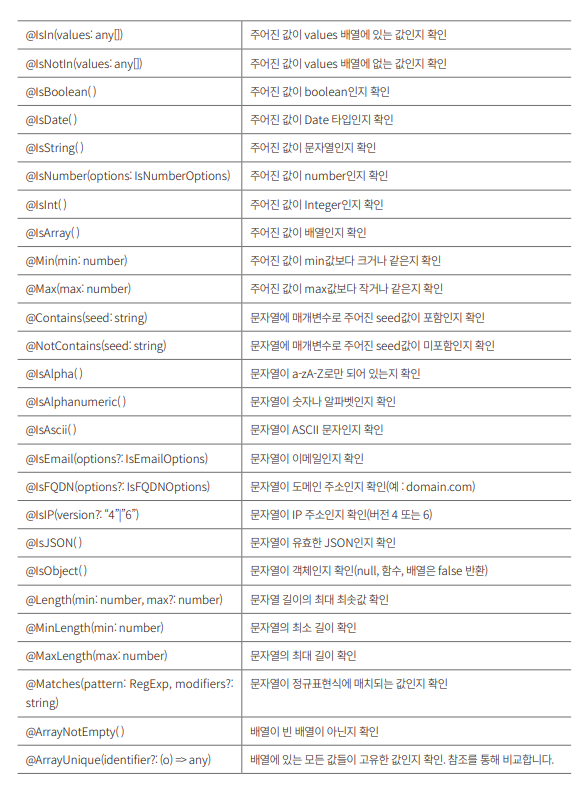 @IsIn(values: any[]) 주어진 값이 values 배열에 있는 값인지 확인
@IsNotIn(values: any[]) 주어진 값이 values 배열에 없는 값인지 확인
@IsBoolean( ) 주어진 값이 boolean인지 확인
@IsDate( ) 주어진 값이 Date 타입인지 확인
@IsString( ) 주어진 값이 문자열인지 확인
@IsNumber(options: IsNumberOptions) 주어진 값이 number인지 확인
@IsInt( ) 주어진 값이 Integer인지 확인
@IsArray( ) 주어진 값이 배열인지 확인
@Min(min: number) 주어진 값이 min값보다 크거나 같은지 확인
@Max(max: number) 주어진 값이 max값보다 작거나 같은지 확인
@Contains(seed: string) 문자열에 매개변수로 주어진 seed값이 포함인지 확인
@NotContains(seed: string) 문자열에 매개변수로 주어진 seed값이 미포함인지 확인
@IsAlpha( ) 문자열이 a-zA-Z로만 되어 있는지 확인
@IsAlphanumeric( ) 문자열이 숫자나 알파벳인지 확인
@IsAscii( ) 문자열이 ASCII 문자인지 확인
@IsEmail(options?: IsEmailOptions) 문자열이 이메일인지 확인
@IsFQDN(options?: IsFQDNOptions) 문자열이 도메인 주소인지 확인(예 : domain.com)
@IsIP(version?: “4”|”6”) 문자열이 IP 주소인지 확인(버전 4 또는 6)
@IsJSON( ) 문자열이 유효한 JSON인지 확인
@IsObject( ) 문자열이 객체인지 확인(null, 함수, 배열은 false 반환)
@Length(min: number, max?: number) 문자열 길이의 최대 최솟값 확인
@MinLength(min: number) 문자열의 최소 길이 확인
@MaxLength(max: number) 문자열의 최대 길이 확인
@Matches(pattern: RegExp, modifiers?: 문자열이 정규표현식에 매치되는 값인지 확인
string)
@ArrayNotEmpty( ) 배열이 빈 배열이 아닌지 확인
@ArrayUnique(identifier?: (o) => any) 배열에 있는 모든 값들이 고유한 값인지 확인. 참조를 통해 비교합니다.